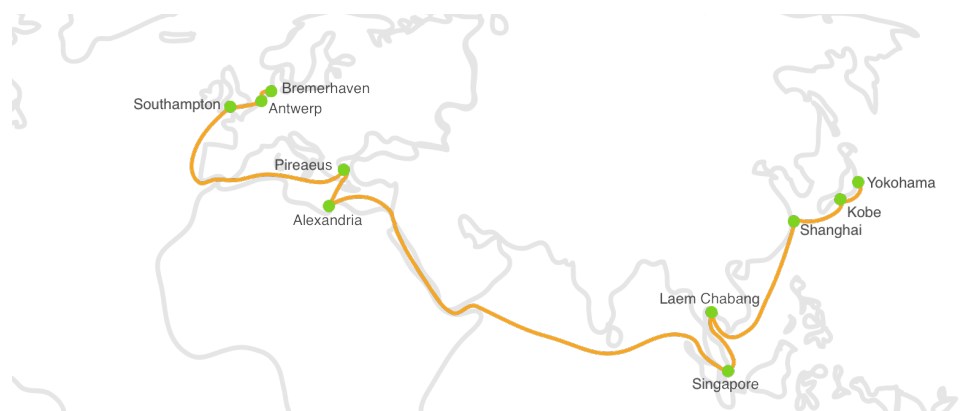 Bremerhaven
Southampton
Antwerp
Pireaeus
Yokohama
Alexandria
Kobe
Shanghai
Laem Chabang
Singapore